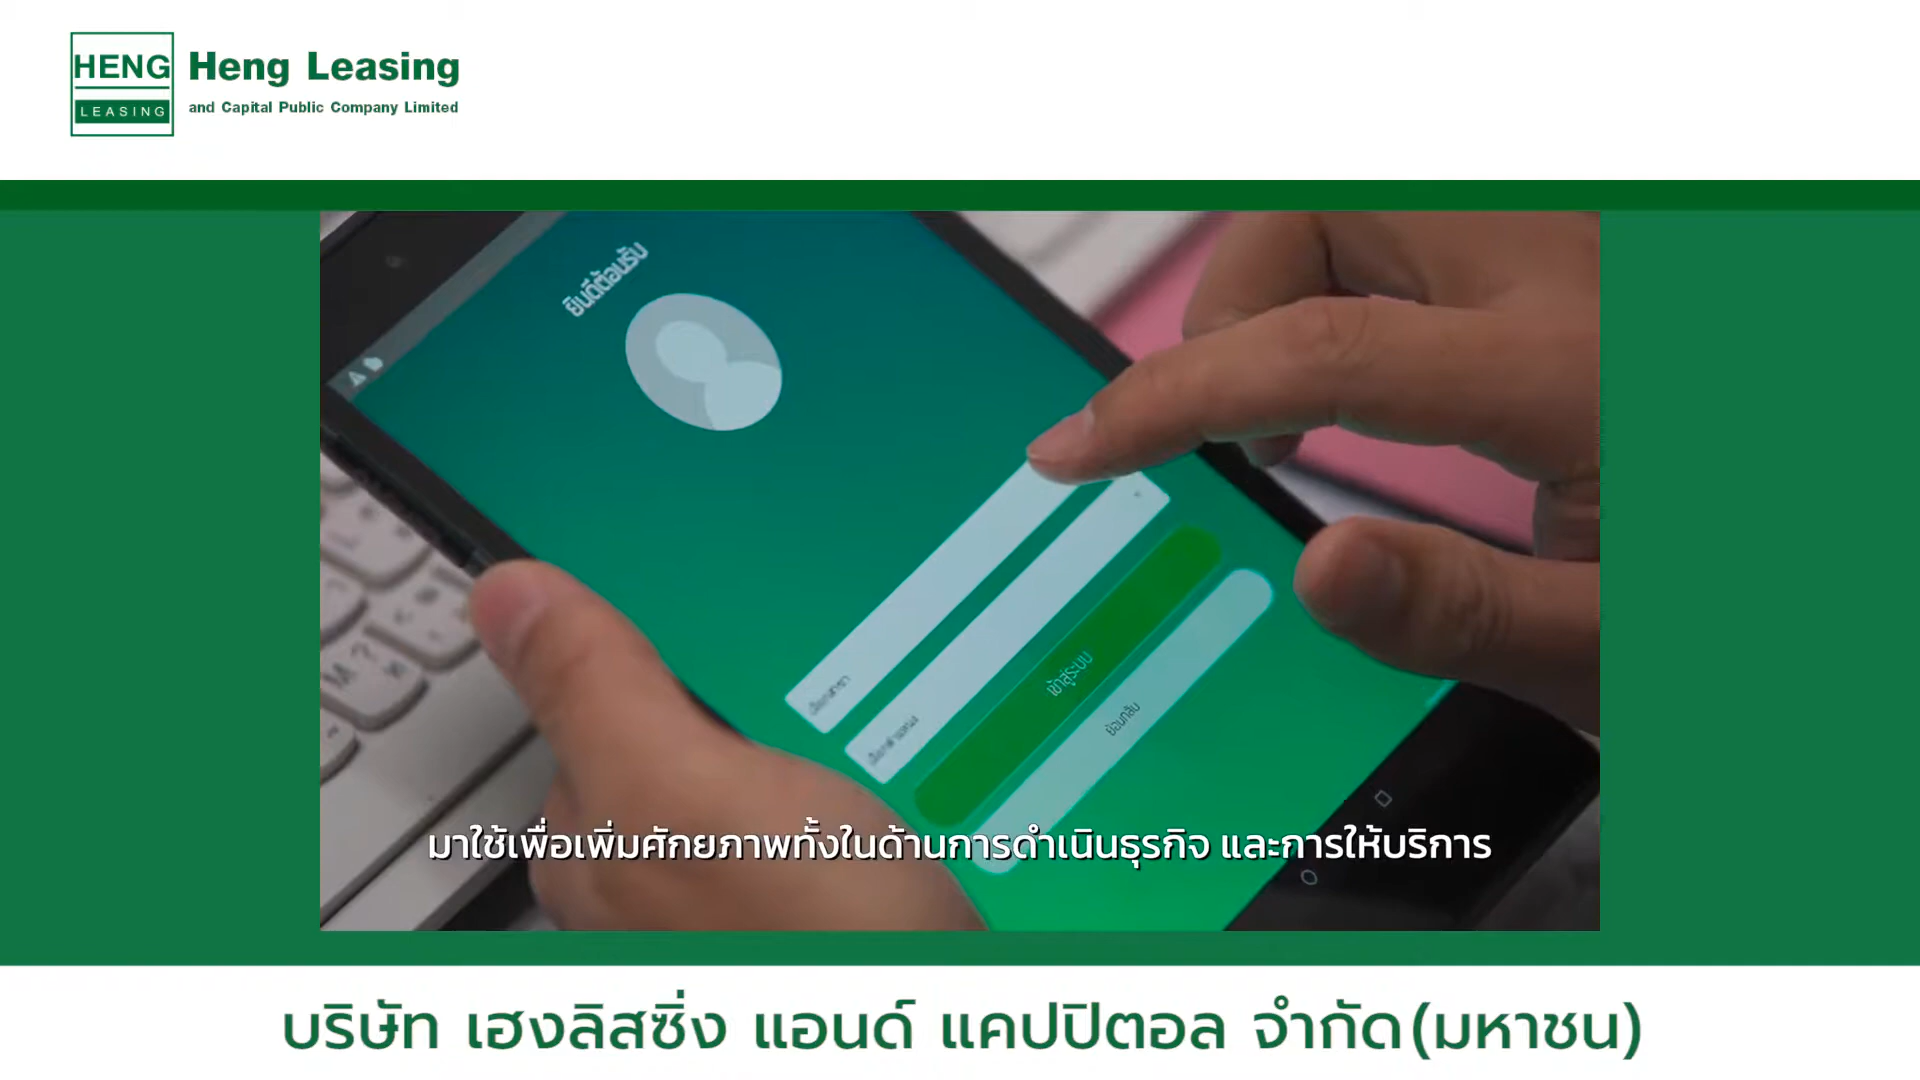 HENG
LEASING
Heng Leasing
and Capital Public Company Limited
ยินดีต้อนรับ
เข้าสู่ระบบ
ย้อนกลับ
มาใช้เพื่อเพิ่มศักยภาพทั้งในด้านการดำเนินธุรกิจ และการให้บริการ
บริษัท เฮงลิสซิ่ง แอนด์ แคปปิตอล จำกัด(มหาชน)